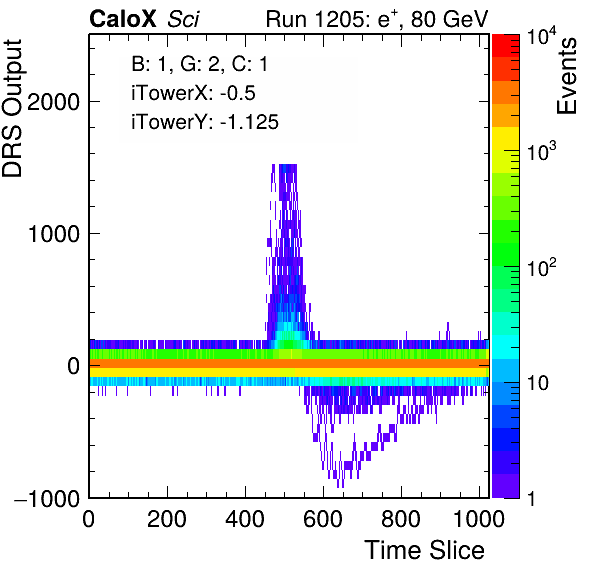 CaloX Sci Run 1205: e⁺, 80 GeV
B: 1, G: 2, C: 1
iTowerX: -0.5
iTowerY: -1.125
DRS Output
2000
1000
0
−1000
0 200 400 600 800 1000
Time Slice
Events
10⁴
10³
10²
10
1